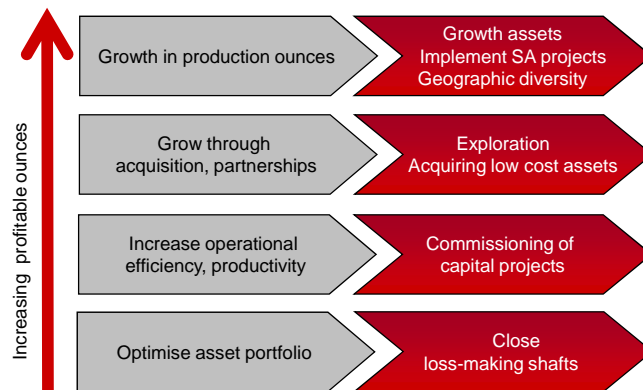 Increasing profitable ounces
Growth in production ounces
Growth assets
Implement SA projects
Geographic diversity
Grow through
acquisition, partnerships
Exploration
Acquiring low cost assets
Increase operational
efficiency, productivity
Commissioning of
capital projects
Optimise asset portfolio
Close
loss-making shafts